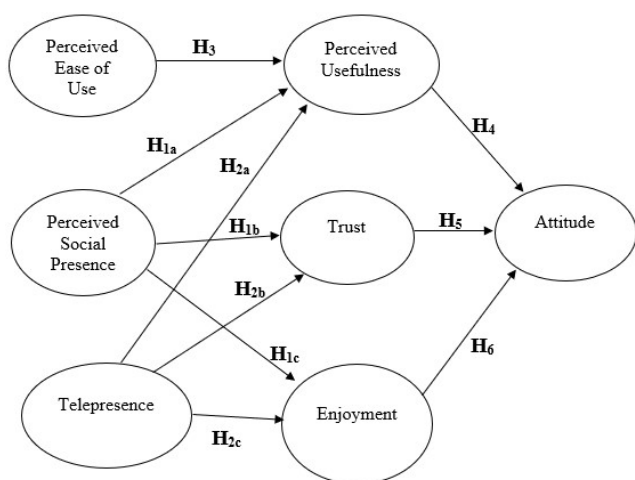 Perceived
Ease of
Use
H3
Perceived
Usefulness
H1a
H2a
H4
Perceived
Social
Presence
H1b
Trust
H5
Attitude
H2b
H1c
H6
Telepresence
H2c
Enjoyment